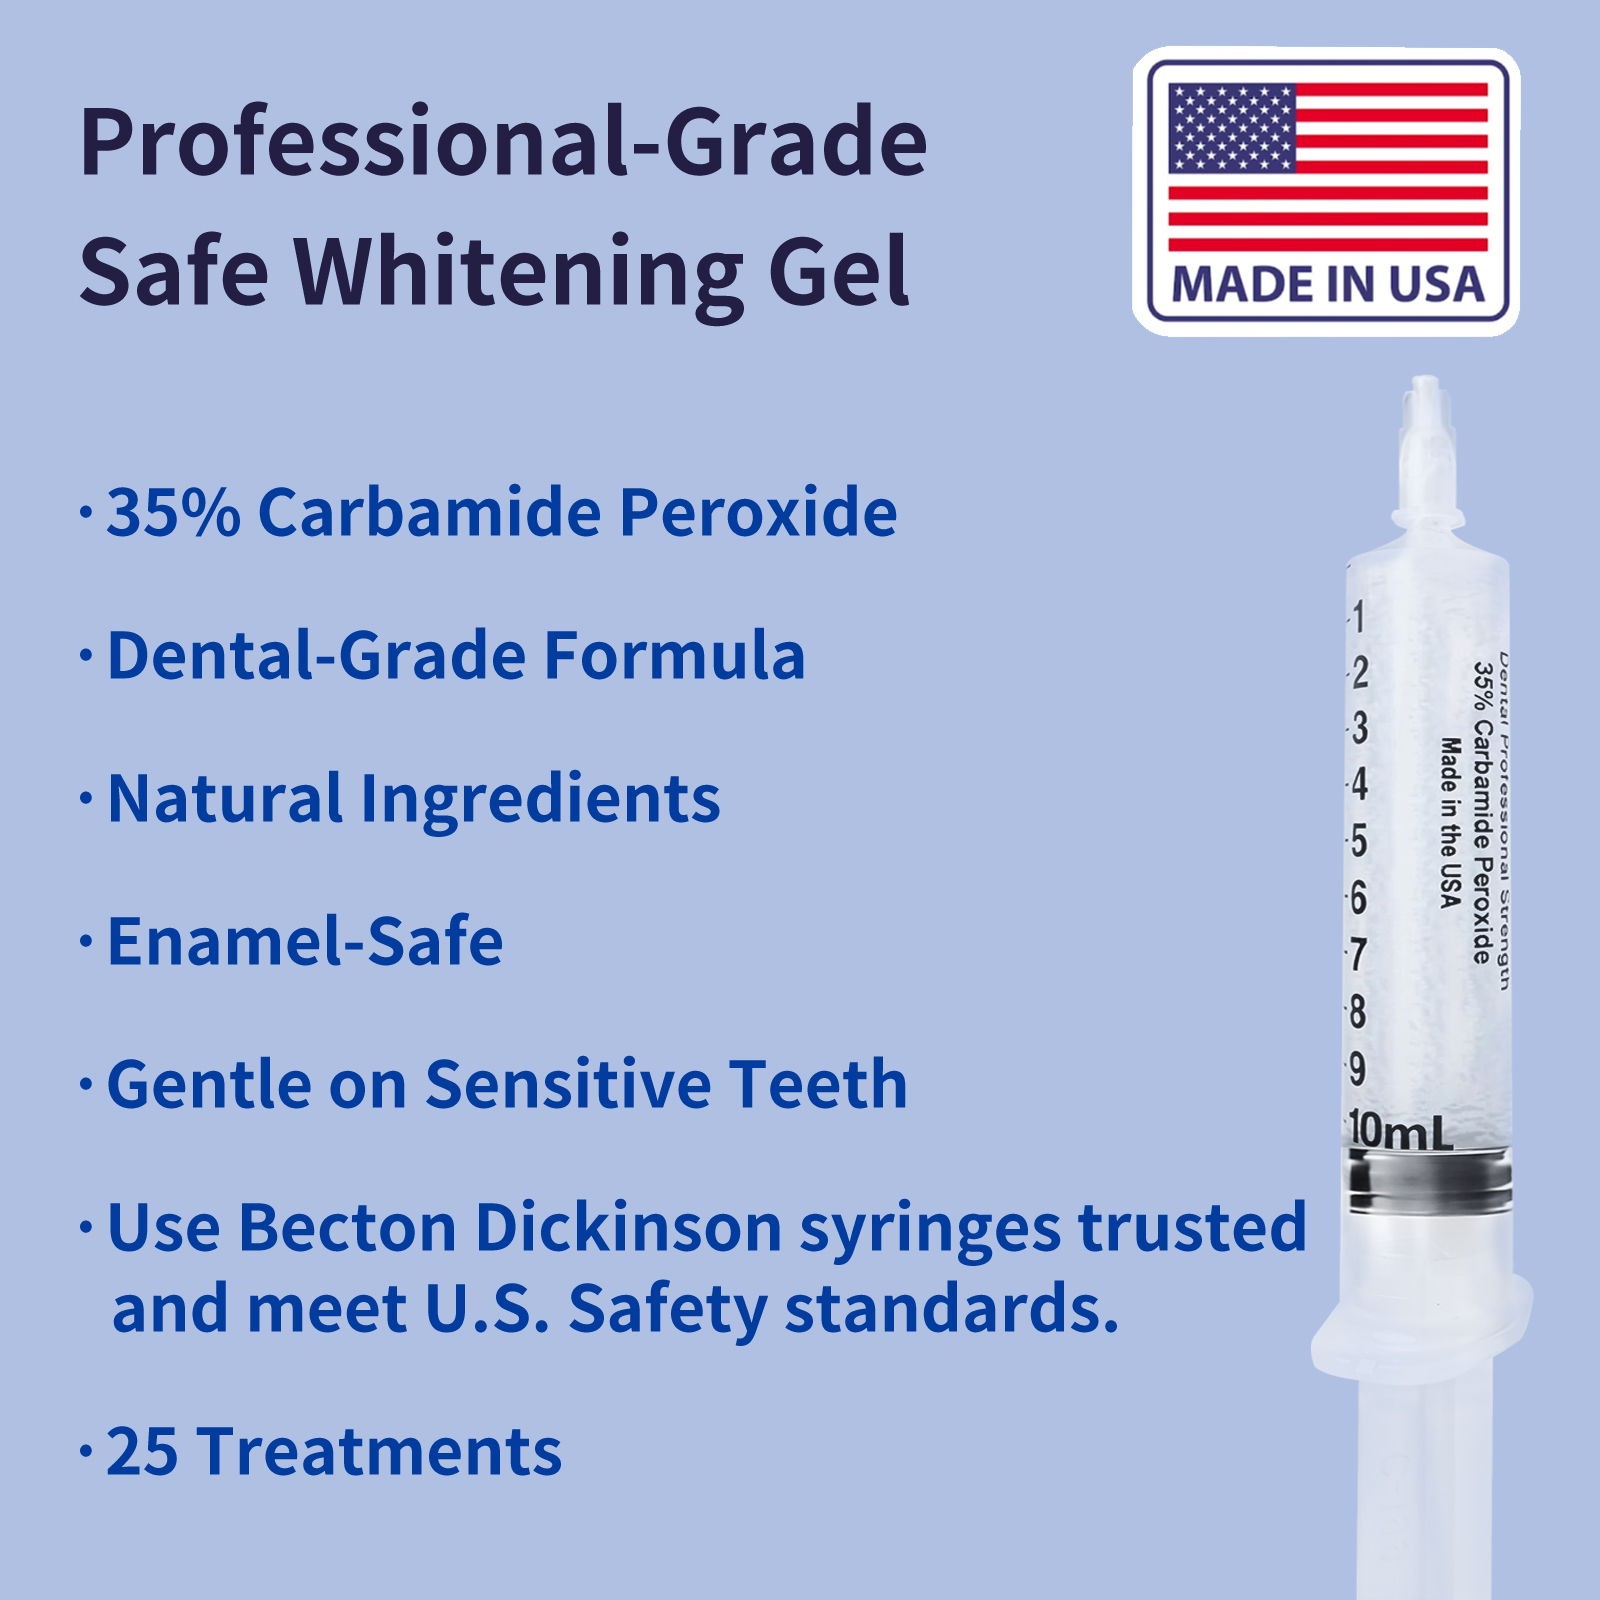 Professional-Grade
Safe Whitening Gel
MADE IN USA
· 35% Carbamide Peroxide
· Dental-Grade Formula
· Natural Ingredients
· Enamel-Safe
· Gentle on Sensitive Teeth
· Use Becton Dickinson syringes trusted
and meet U.S. Safety standards.
· 25 Treatments
1
2
3
4
5
6
7
8
9
10mL
Dental Professional Strength
35% Carbamide Peroxide
Made in the USA